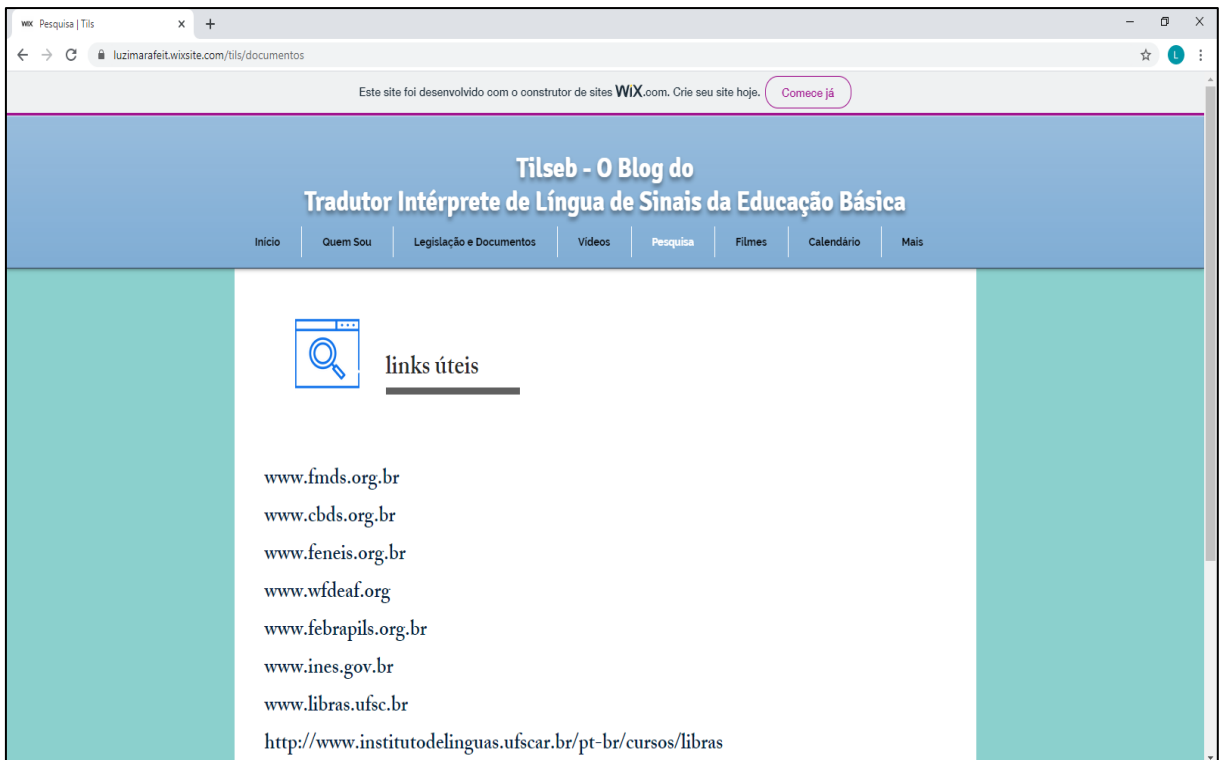 WiX Pesquisa | Tils
luzimarafeit.wixsite.com/tils/documentos
L
Este site foi desenvolvido com o construtor de sites WiX.com. Crie seu site hoje. Comece já
Tilseb - O Blog do
Tradutor Intérprete de Língua de Sinais da Educação Básica
Início Quem Sou Legislação e Documentos Vídeos Pesquisa Filmes Calendário Mais
links úteis
www.fmds.org.br
www.cbds.org.br
www.feneis.org.br
www.wfdeaf.org
www.febrapils.org.br
www.ines.gov.br
www.libras.ufsc.br
http://www.institutodelinguas.ufscar.br/pt-br/cursos/libras